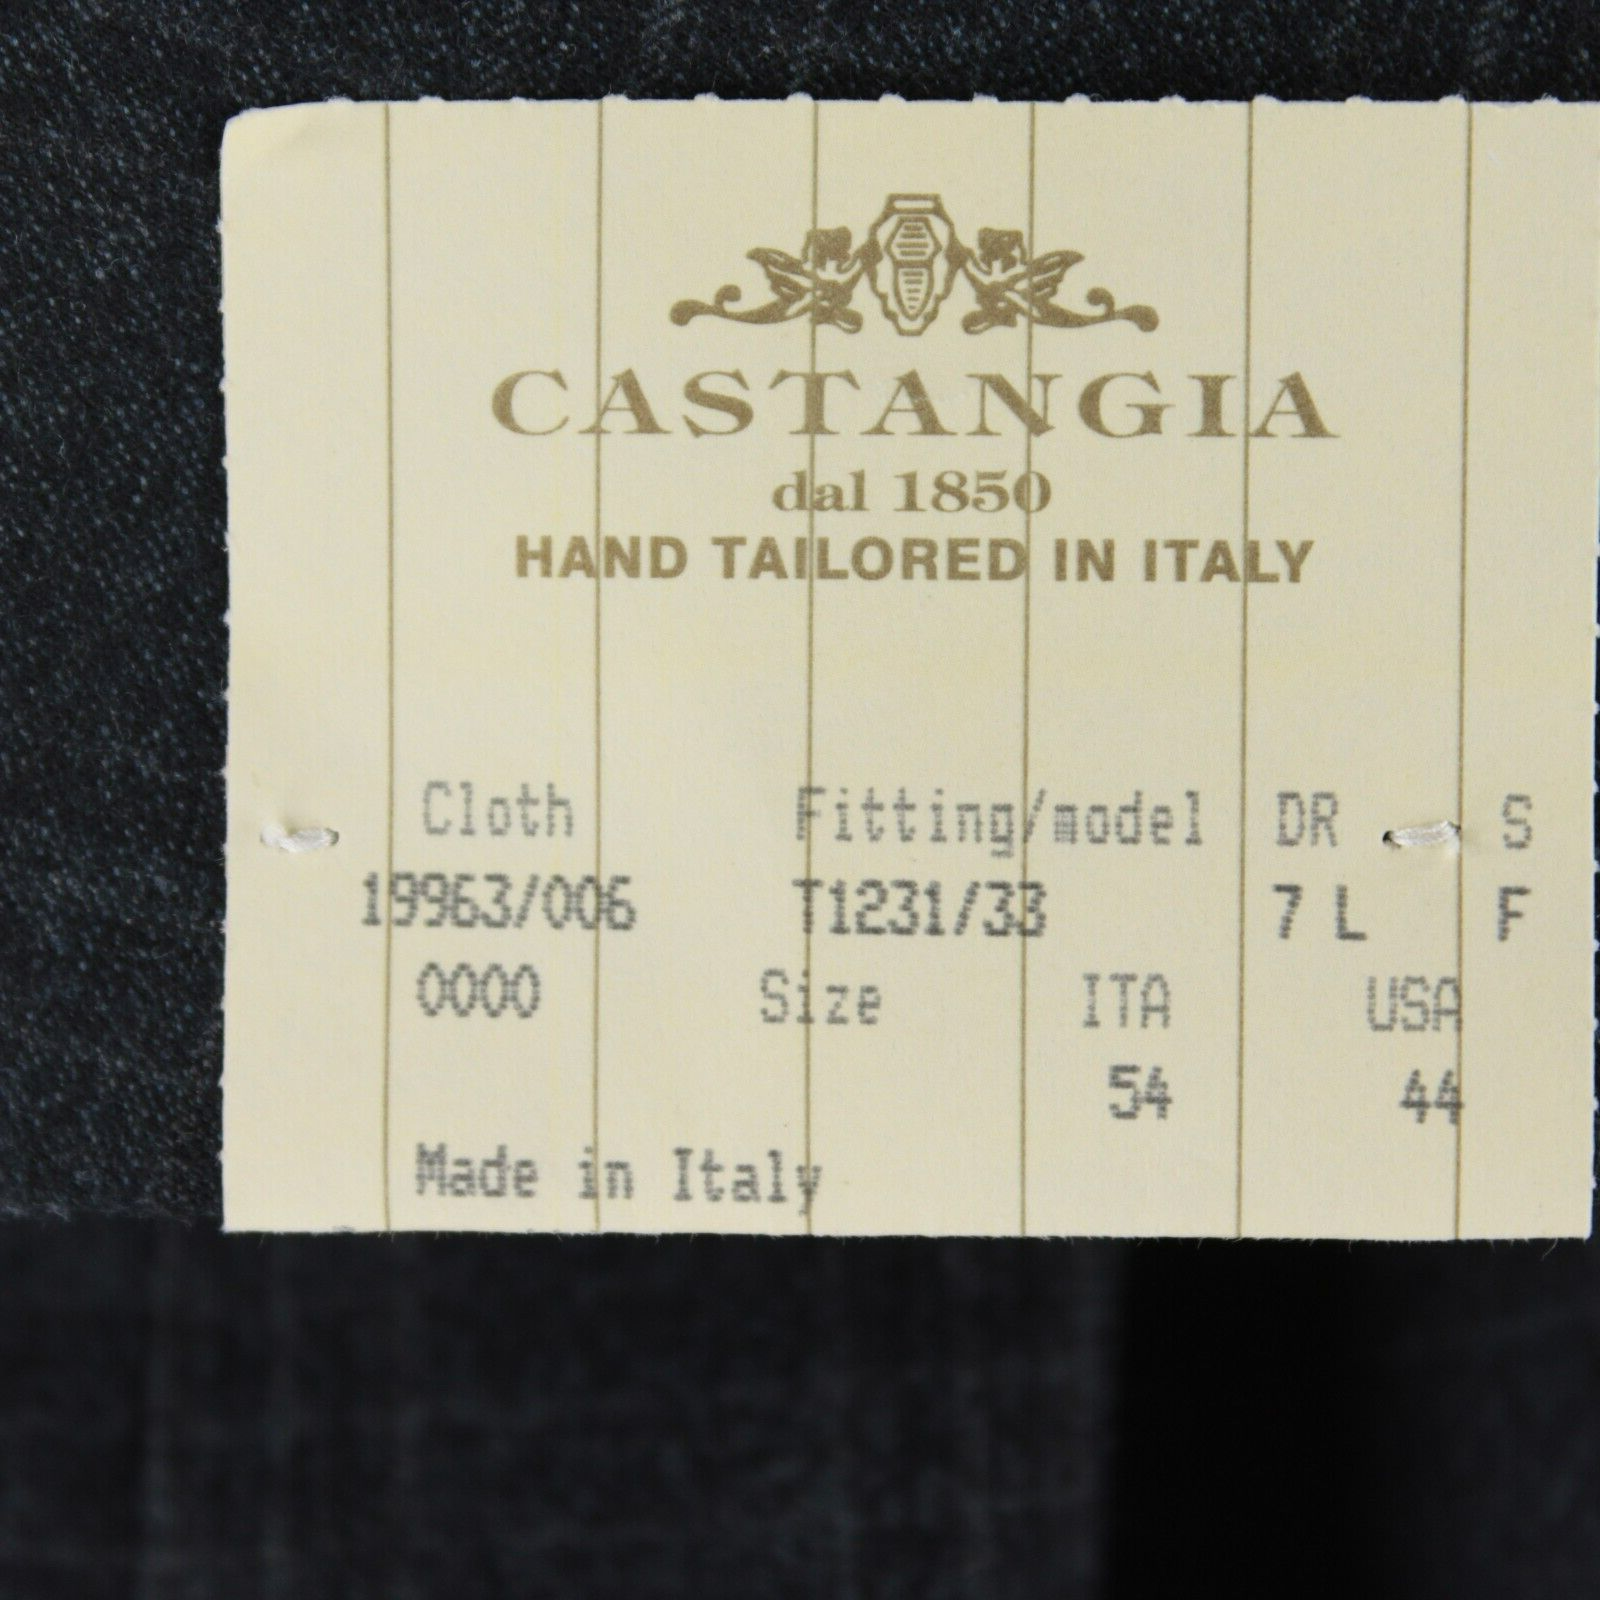 CASTANGIA
dal 1850
HAND TAILORED IN ITALY
Cloth Fitting/model DR S
19963/006 T1231/33 7 L F
0000 Size ITA USA
54 44
Made in Italy